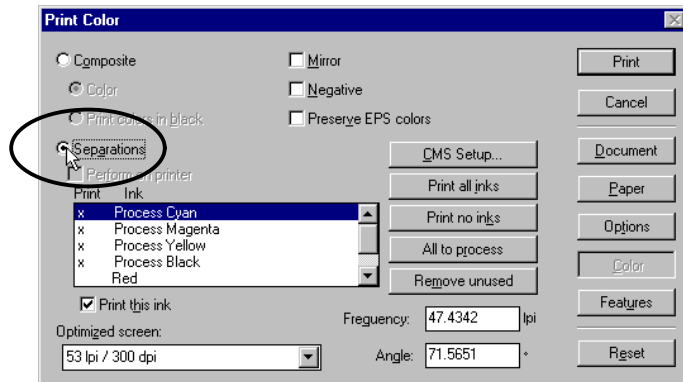 Print Color
Composite
Color
Print colors in black
Separations
Perform on printer
Print Ink
x Process Cyan
x Process Magenta
x Process Yellow
x Process Black
Red
Print this ink
Optimized screen:
53 lpi / 300 dpi
Mirror
Negative
Preserve EPS colors
CMS Setup...
Print all inks
Print no inks
All to process
Remove unused
Freguency: 47.4342 lpi
Angle: 71.5651 °
Print
Cancel
Document
Paper
Options
Color
Features
Reset